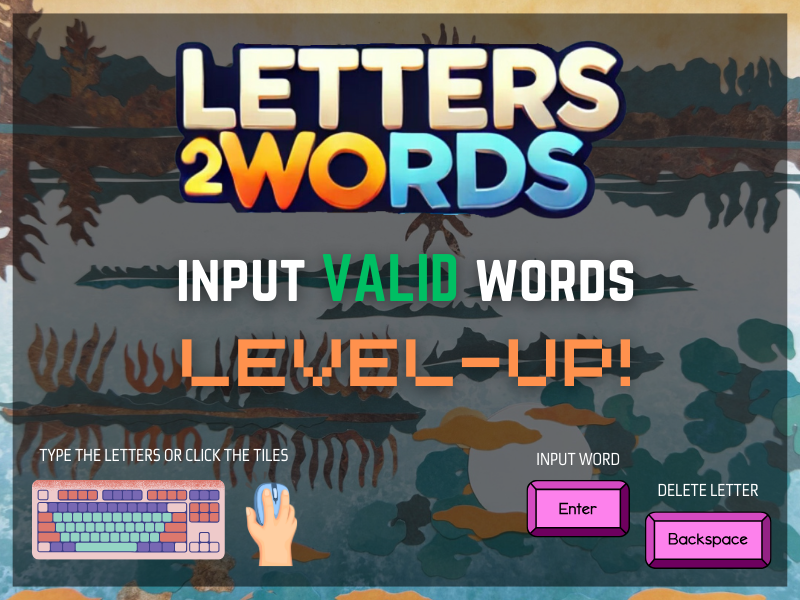 LETTERS
2WORDS
INPUT VALID WORDS
LEVEL-UP!
TYPE THE LETTERS OR CLICK THE TILES
INPUT WORD
Enter
DELETE LETTER
Backspace